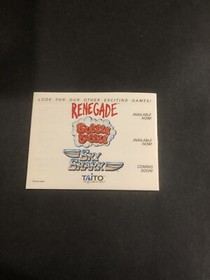 LOOK FOR OUR OTHER EXCITING GAMES!
RENEGADE
AVAILABLE NOW!
BUBBLE BOBBLE
AVAILABLE NOW!
SKY SHARK
COMING SOON!
TAITO